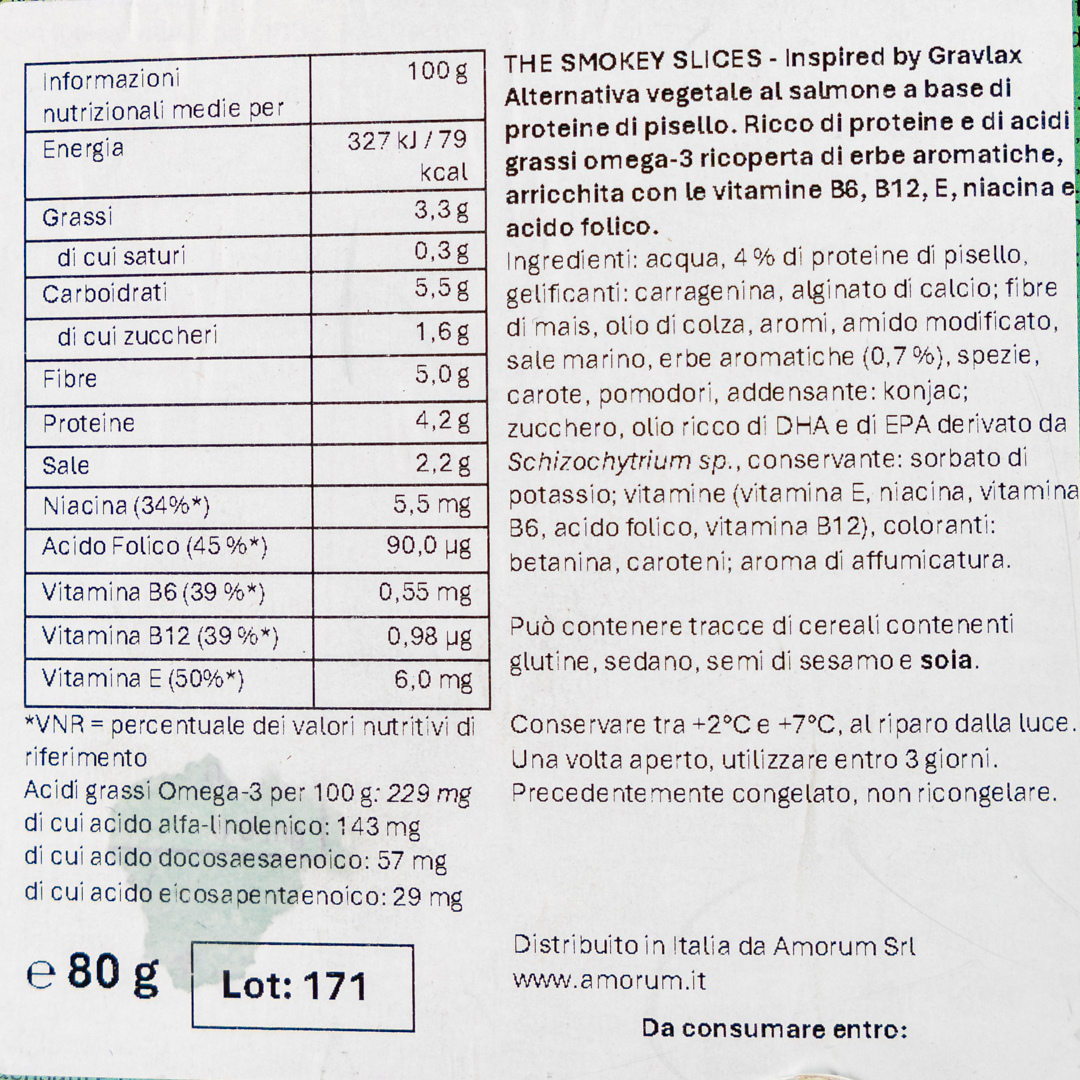 Informazioni
nutrizionali medie per
100 g
Energia
327 kJ / 79
kcal
Grassi
3,3 g
di cui saturi
0,3 g
Carboidrati
5,5 g
di cui zuccheri
1,6 g
Fibre
5,0 g
Proteine
4,2 g
Sale
2,2 g
Niacina (34%*)
5,5 mg
Acido Folico (45 %*)
90,0 µg
Vitamina B6 (39 %*)
0,55 mg
Vitamina B12 (39 %*)
0,98 µg
Vitamina E (50%*)
6,0 mg
*VNR = percentuale dei valori nutritivi di
riferimento
Acidi grassi Omega-3 per 100 g: 229 mg
di cui acido alfa-linolenico: 143 mg
di cui acido docosaesaenoico: 57 mg
di cui acido eicosapentaenoico: 29 mg
e 80 g
Lot: 171
THE SMOKEY SLICES - Inspired by Gravlax
Alternativa vegetale al salmone a base di
proteine di pisello. Ricco di proteine e di acidi
grassi omega-3 ricoperta di erbe aromatiche,
arricchita con le vitamine B6, B12, E, niacina e
acido folico.
Ingredienti: acqua, 4 % di proteine di pisello,
gelificanti: carragenina, alginato di calcio; fibre
di mais, olio di colza, aromi, amido modificato,
sale marino, erbe aromatiche (0,7 %), spezie,
carote, pomodori, addensante: konjac;
zucchero, olio ricco di DHA e di EPA derivato da
Schizochytrium sp., conservante: sorbato di
potassio; vitamine (vitamina E, niacina, vitamina
B6, acido folico, vitamina B12), coloranti:
betanina, caroteni; aroma di affumicatura.
Può contenere tracce di cereali contenenti
glutine, sedano, semi di sesamo e soia.
Conservare tra +2°C e +7°C, al riparo dalla luce.
Una volta aperto, utilizzare entro 3 giorni.
Precedentemente congelato, non ricongelare.
Distribuito in Italia da Amorum Srl
www.amorum.it
Da consumare entro: